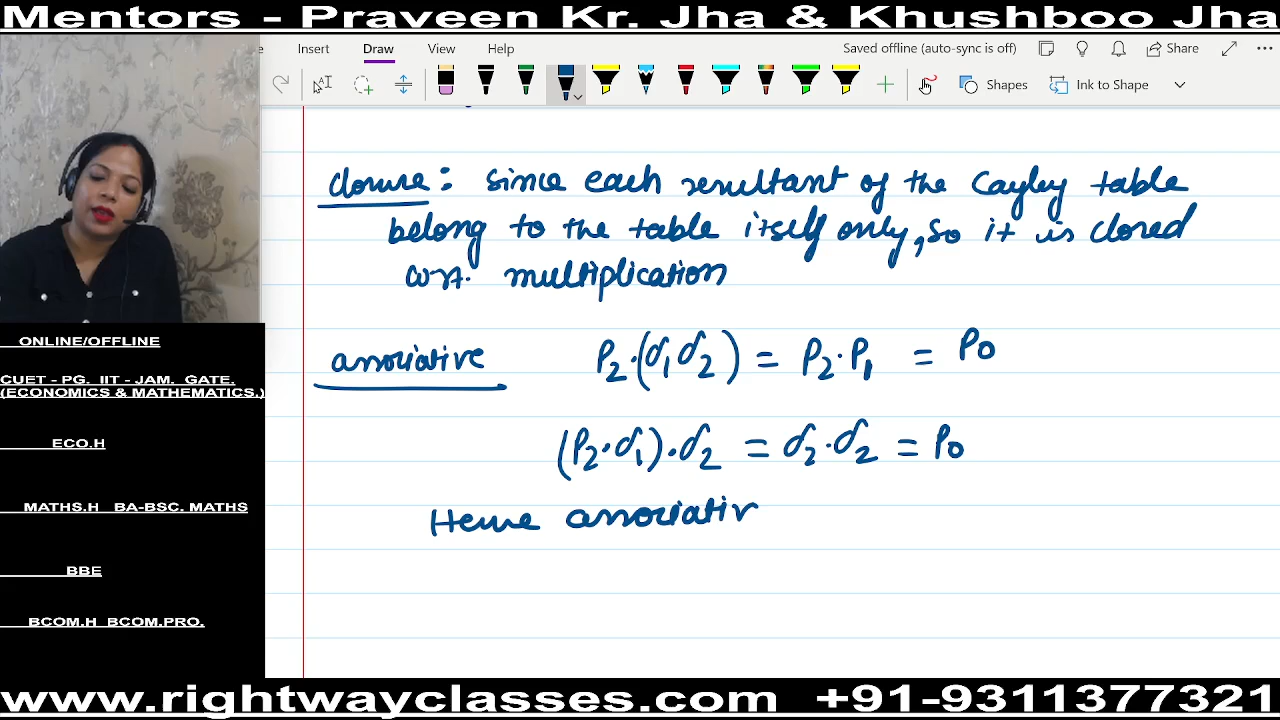 Mentors - Praveen Kr. Jha & Khushboo Jha
Insert Draw View Help
Saved offline (auto-sync is off) Share
Shapes Ink to Shape
closure: since each resultant of the Cayley table
belong to the table itself only, so it is closed
w.r.t. multiplication
associative P2·(σ1σ2) = P2·P1 = P0
(P2·σ1)·σ2 = σ2·σ2 = P0
Hence associativ
ONLINE/OFFLINE
CUET - PG. IIT - JAM. GATE.
(ECONOMICS & MATHEMATICS.)
ECO.H
MATHS.H BA-BSC. MATHS
BBE
BCOM.H BCOM.PRO.
www.rightwayclasses.com +91-9311377321